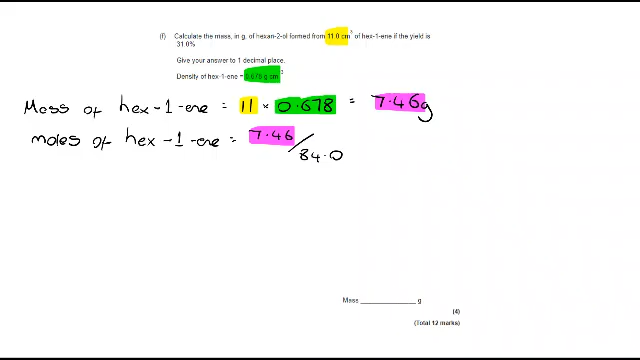 (f) Calculate the mass, in g, of hexan-2-ol formed from 11.0 cm³ of hex-1-ene if the yield is
31.0%
Give your answer to 1 decimal place.
Density of hex-1-ene = 0.678 g cm⁻³
Mass of hex-1-ene = 11 × 0.678 = 7.46g
moles of hex-1-ene = 7.46/84.0
Mass ____________ g
(4)
(Total 12 marks)